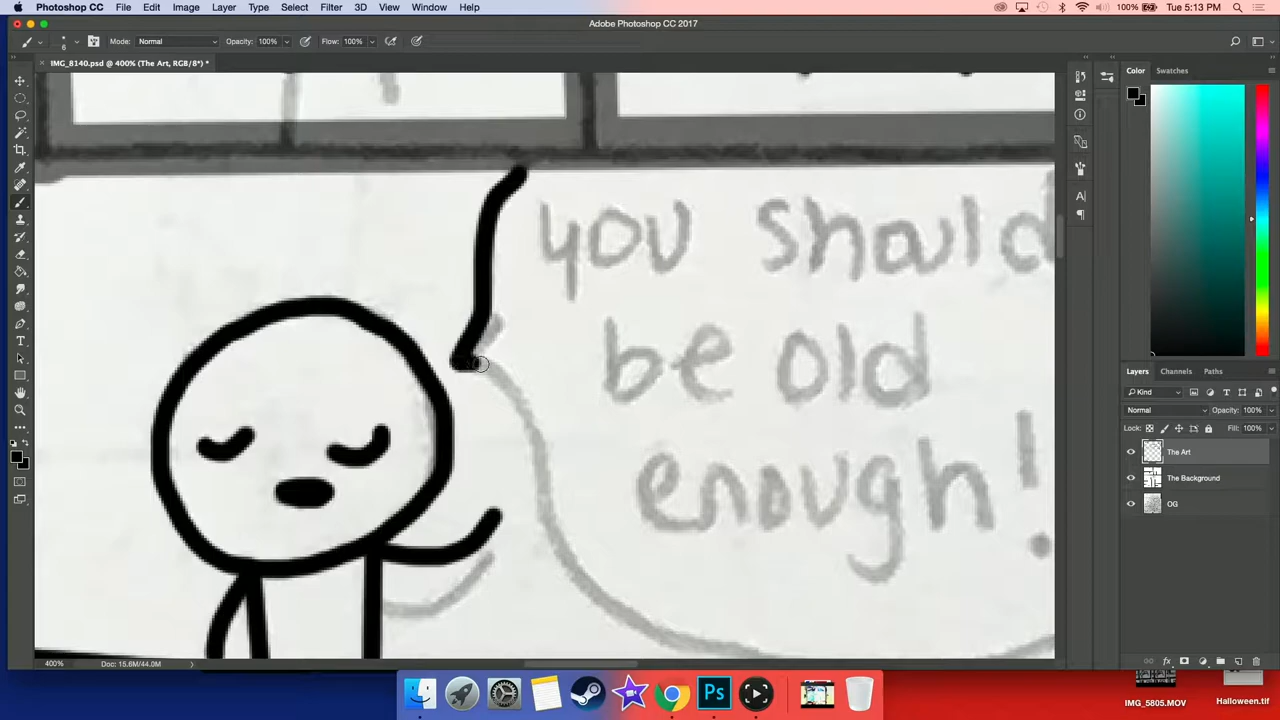 Photoshop CC File Edit Image Layer Type Select Filter 3D View Window Help 100% Tue 5:13 PM
Adobe Photoshop CC 2017
6 Mode: Normal Opacity: 100% Flow: 100%
IMG_8140.psd @ 400% (The Art, RGB/8*) *
Color Swatches
you should
be old
enough!
Layers Channels Paths
Kind
Normal Opacity: 100%
Lock: Fill: 100%
The Art
The Background
OG
400% Doc: 15.6M/44.0M
Ps
IMG_5805.MOV Halloween.tif